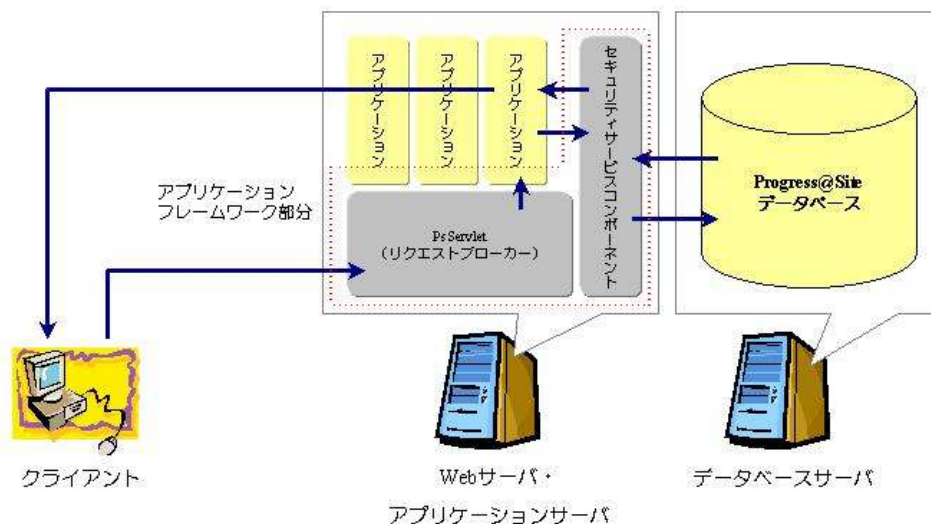 アプリケーション
アプリケーション
アプリケーション
セキュリティサービスコンポーネント
アプリケーション
フレームワーク部分
PsServlet
(リクエストブローカー)
Progress@Site
データベース
クライアント
Webサーバ・
アプリケーションサーバ
データベースサーバ